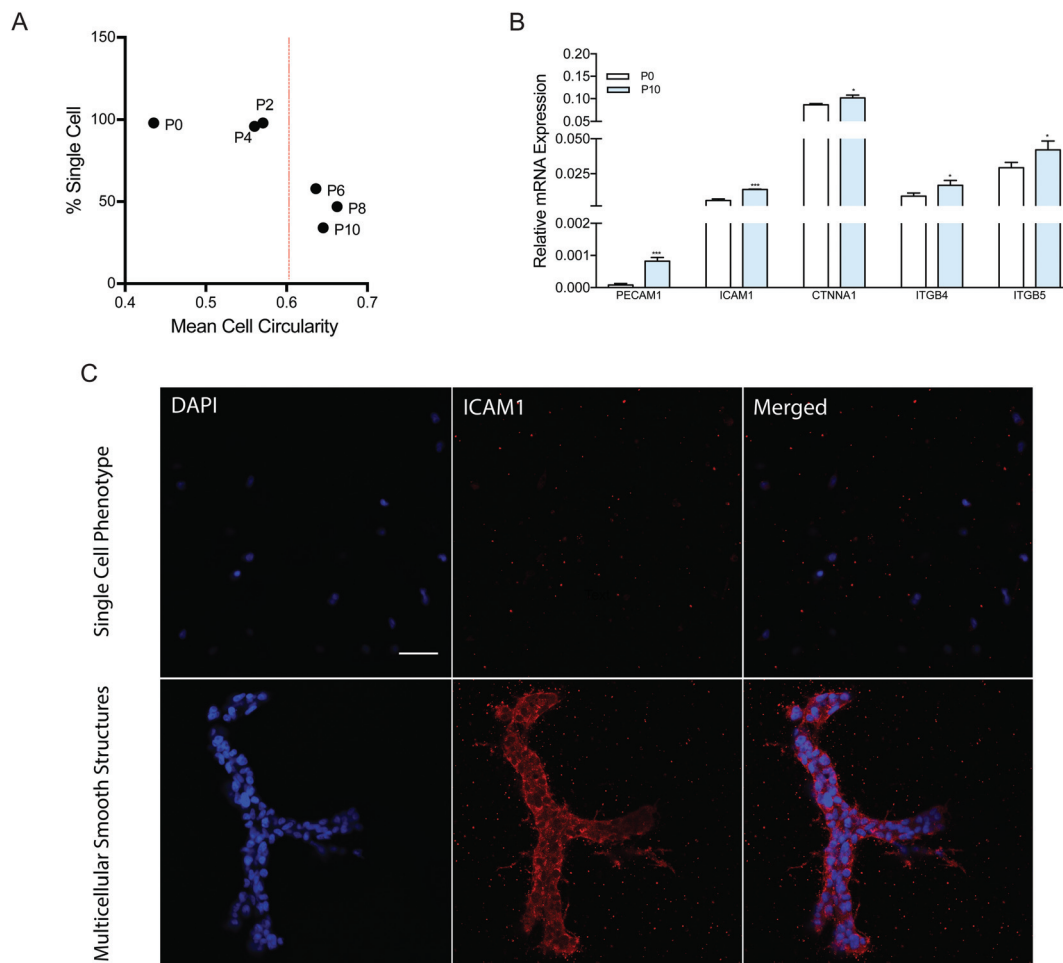 A
150
100
50
0
% Single Cell
P0
P2
P4
P6
P8
P10
0.4
0.5
0.6
0.7
Mean Cell Circularity
B
0.20
0.15
0.10
0.05
0.050
0.025
0.002
0.001
0.000
Relative mRNA Expression
P0
P10
***
***
*
*
*
PECAM1
ICAM1
CTNNA1
ITGB4
ITGB5
C
DAPI
ICAM1
Merged
Single Cell Phenotype
Multicellular Smooth Structures